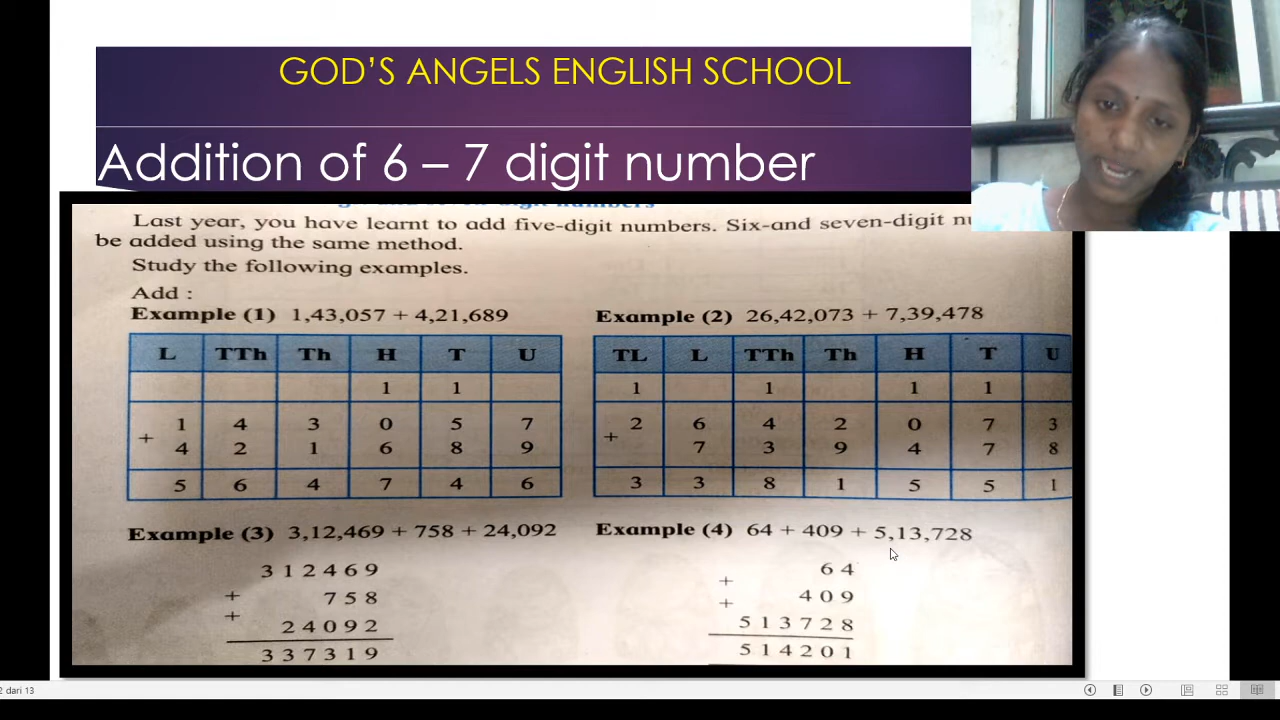 GOD'S ANGELS ENGLISH SCHOOL
Addition of 6 – 7 digit number
Last year, you have learnt to add five-digit numbers. Six-and seven-digit
be added using the same method.
Study the following examples.
Add :
Example (1) 1,43,057 + 4,21,689
L TTh Th H T U
1 1
1 4 3 0 5 7
+
4 2 1 6 8 9
5 6 4 7 4 6
Example (2) 26,42,073 + 7,39,478
TL L TTh Th H T U
1 1 1 1
2 6 4 2 0 7 3
+
7 3 9 4 7 8
3 3 8 1 5 5 1
Example (3) 3,12,469 + 758 + 24,092
3 1 2 4 6 9
+ 7 5 8
+
2 4 0 9 2
3 3 7 3 1 9
Example (4) 64 + 409 + 5,13,728
6 4
+
4 0 9
+
5 1 3 7 2 8
5 1 4 2 0 1
dari 13